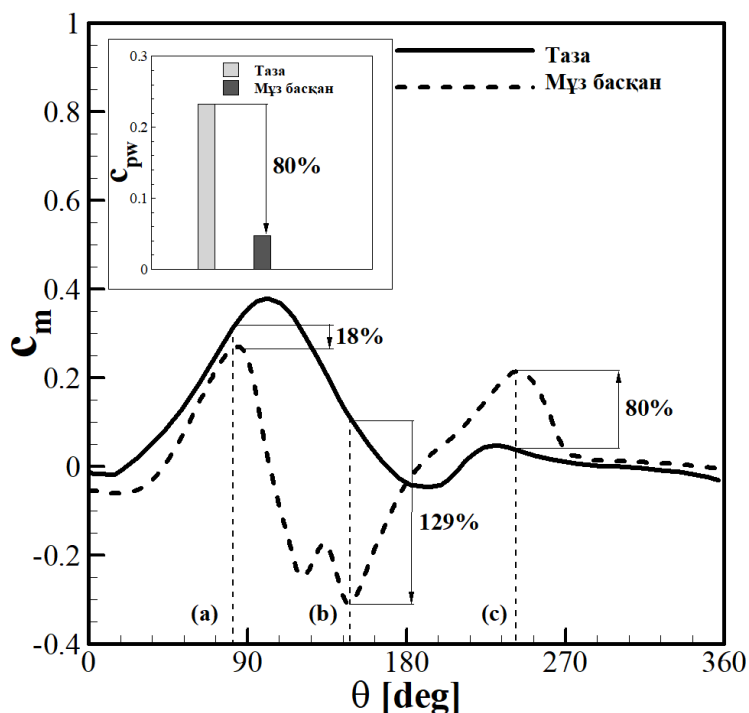 1
0.8
0.6
0.4
0.2
0
-0.2
-0.4
c_m
0.3
0.2
0.1
0
c_pw
Таза
Мұз басқан
80%
Таза
Мұз басқан
18%
129%
80%
(a)
(b)
(c)
0
90
180
270
360
θ [deg]